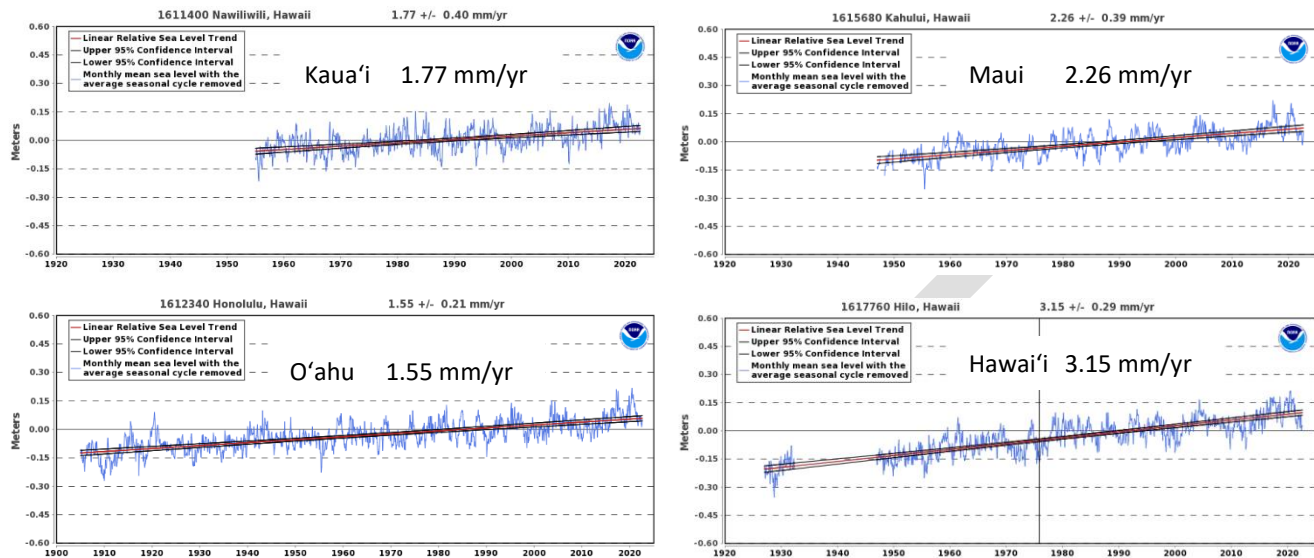 1611400 Nawiliwili, Hawaii 1.77 +/- 0.40 mm/yr
0.60
0.45
0.30
0.15
0.00
-0.15
-0.30
-0.45
-0.60
Meters
Linear Relative Sea Level Trend
Upper 95% Confidence Interval
Lower 95% Confidence Interval
Monthly mean sea level with the
average seasonal cycle removed
Kauaʻi 1.77 mm/yr
NOAA
1920 1930 1940 1950 1960 1970 1980 1990 2000 2010 2020
1615680 Kahului, Hawaii 2.26 +/- 0.39 mm/yr
0.60
0.45
0.30
0.15
0.00
-0.15
-0.30
-0.45
-0.60
Meters
Linear Relative Sea Level Trend
Upper 95% Confidence Interval
Lower 95% Confidence Interval
Monthly mean sea level with the
average seasonal cycle removed
Maui 2.26 mm/yr
NOAA
1920 1930 1940 1950 1960 1970 1980 1990 2000 2010 2020
1612340 Honolulu, Hawaii 1.55 +/- 0.21 mm/yr
0.60
0.45
0.30
0.15
0.00
-0.15
-0.30
-0.45
-0.60
Meters
Linear Relative Sea Level Trend
Upper 95% Confidence Interval
Lower 95% Confidence Interval
Monthly mean sea level with the
average seasonal cycle removed
Oʻahu 1.55 mm/yr
NOAA
1900 1910 1920 1930 1940 1950 1960 1970 1980 1990 2000 2010 2020
1617760 Hilo, Hawaii 3.15 +/- 0.29 mm/yr
0.60
0.45
0.30
0.15
0.00
-0.15
-0.30
-0.45
-0.60
Meters
Linear Relative Sea Level Trend
Upper 95% Confidence Interval
Lower 95% Confidence Interval
Monthly mean sea level with the
average seasonal cycle removed
Hawaiʻi 3.15 mm/yr
NOAA
1920 1930 1940 1950 1960 1970 1980 1990 2000 2010 2020